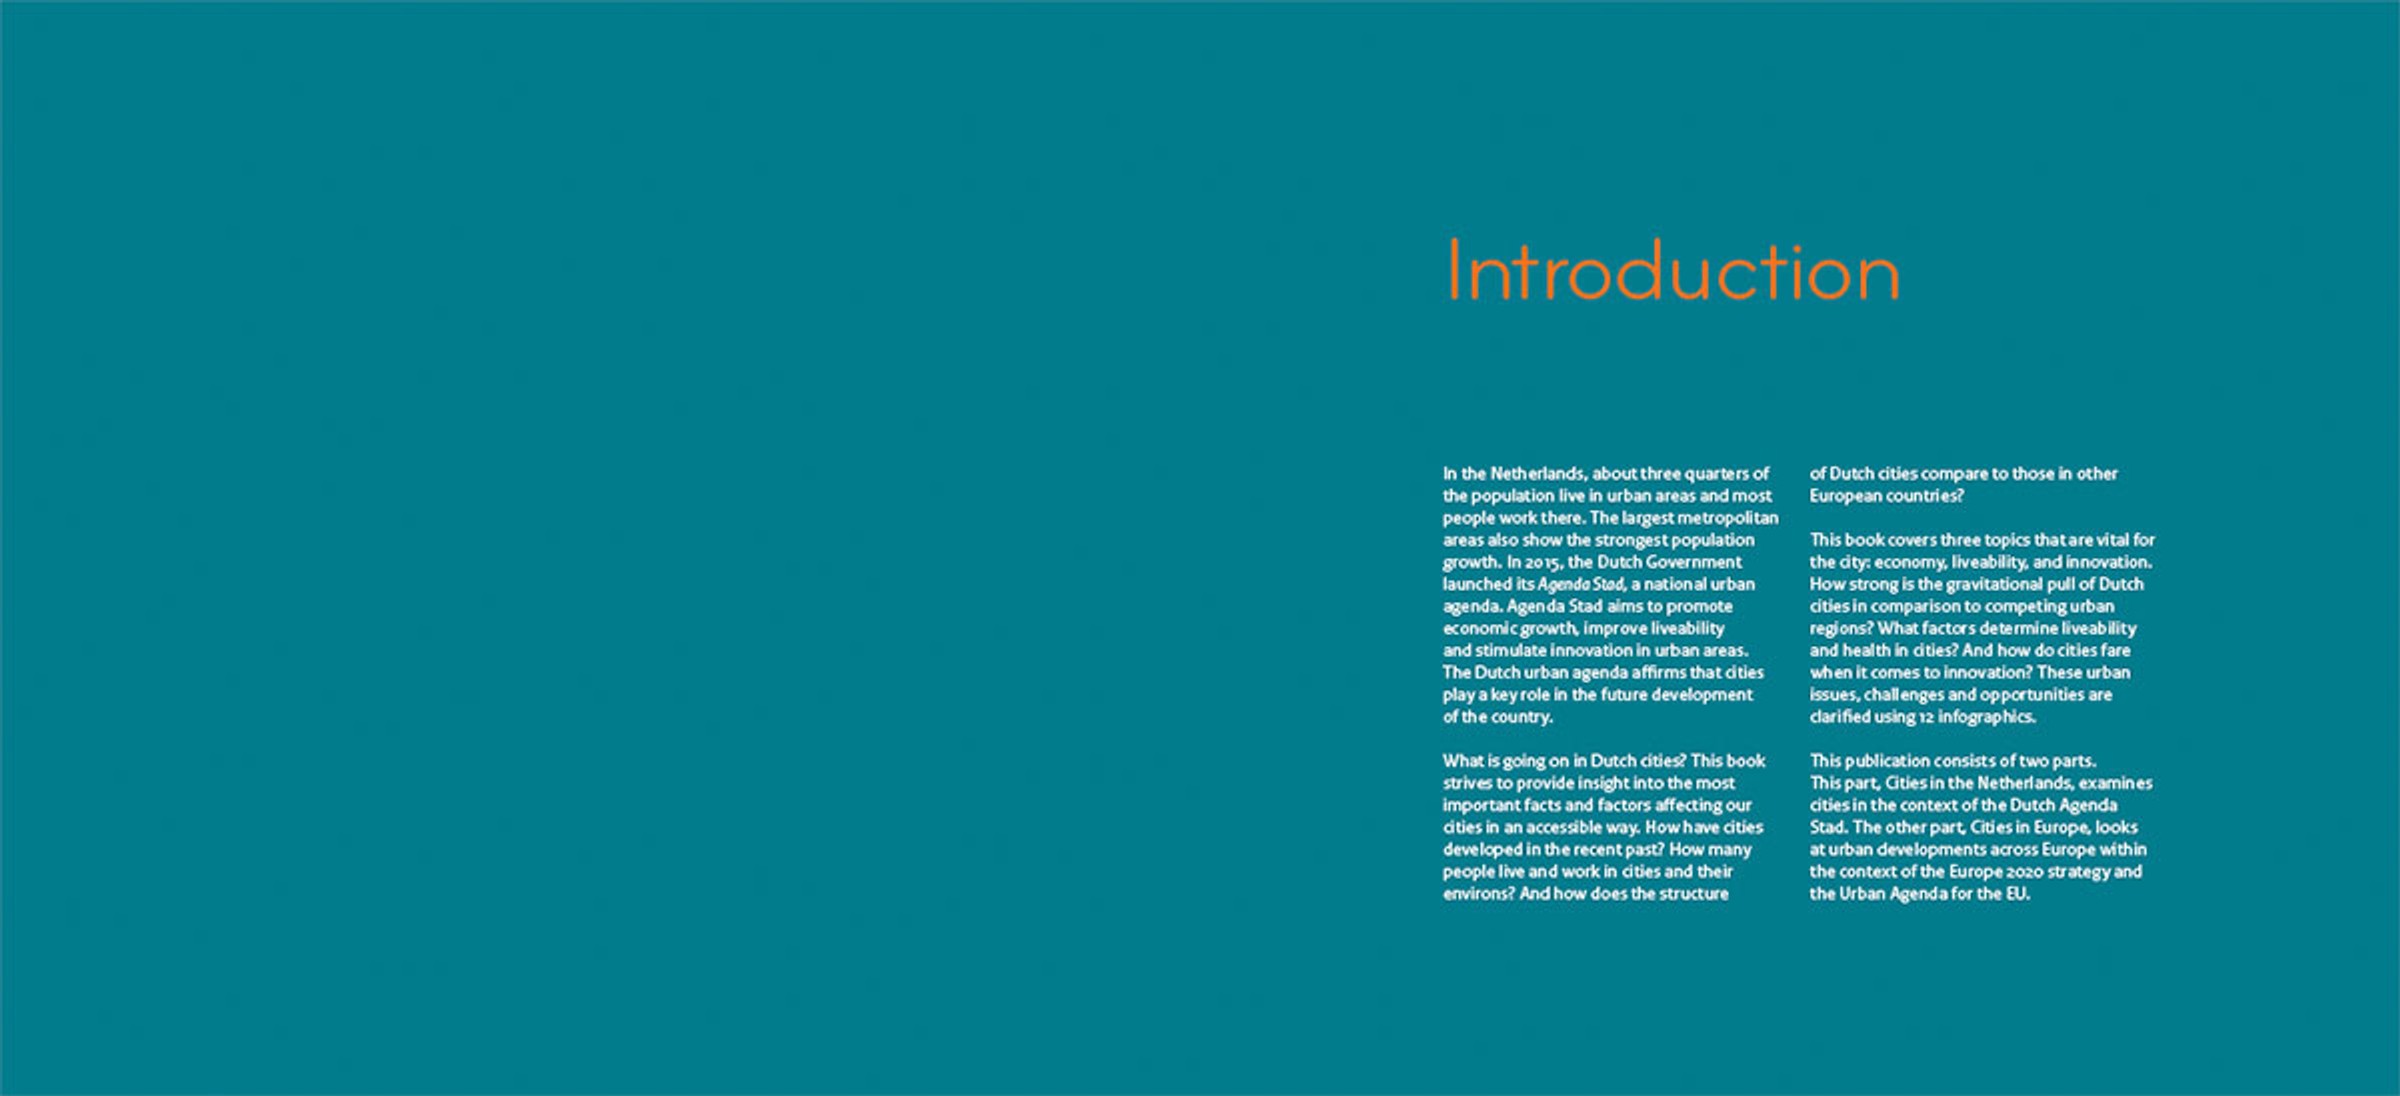 Introduction
In the Netherlands, about three quarters of
the population live in urban areas and most
people work there. The largest metropolitan
areas also show the strongest population
growth. In 2015, the Dutch Government
launched its Agenda Stad, a national urban
agenda. Agenda Stad aims to promote
economic growth, improve liveability
and stimulate innovation in urban areas.
The Dutch urban agenda affirms that cities
play a key role in the future development
of the country.
What is going on in Dutch cities? This book
strives to provide insight into the most
important facts and factors affecting our
cities in an accessible way. How have cities
developed in the recent past? How many
people live and work in cities and their
environs? And how does the structure
of Dutch cities compare to those in other
European countries?
This book covers three topics that are vital for
the city: economy, liveability, and innovation.
How strong is the gravitational pull of Dutch
cities in comparison to competing urban
regions? What factors determine liveability
and health in cities? And how do cities fare
when it comes to innovation? These urban
issues, challenges and opportunities are
clarified using 12 infographics.
This publication consists of two parts.
This part, Cities in the Netherlands, examines
cities in the context of the Dutch Agenda
Stad. The other part, Cities in Europe, looks
at urban developments across Europe within
the context of the Europe 2020 strategy and
the Urban Agenda for the EU.